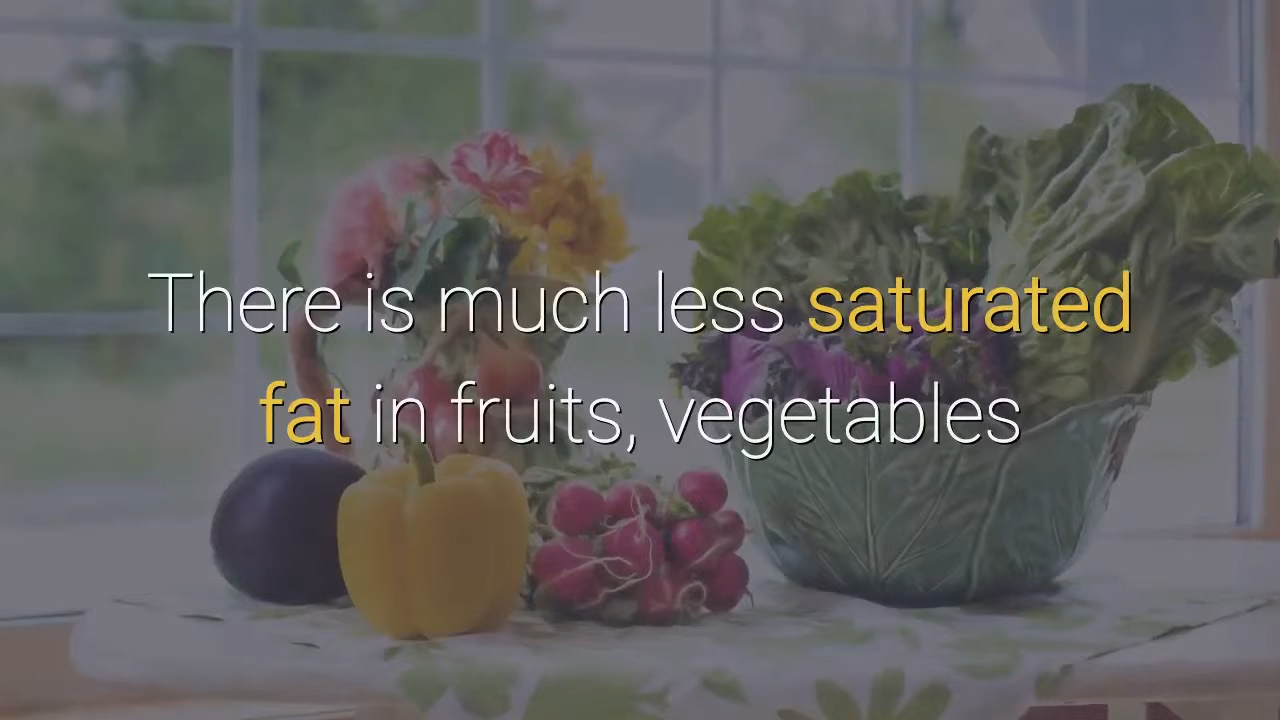 There is much less saturated
fat in fruits, vegetables